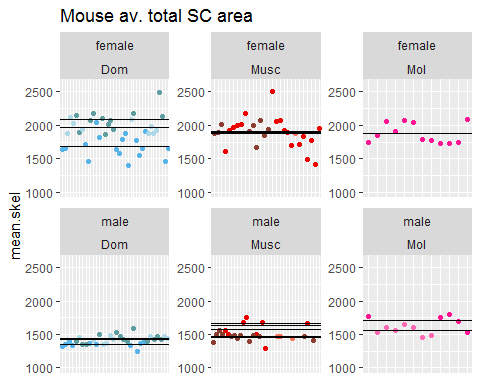 Mouse av. total SC area
female female female
Dom Musc Mol
2500 2500 2500
2000 2000 2000
1500 1500 1500
1000 1000 1000
mean.skel
male male male
Dom Musc Mol
2500 2500 2500
2000 2000 2000
1500 1500 1500
1000 1000 1000